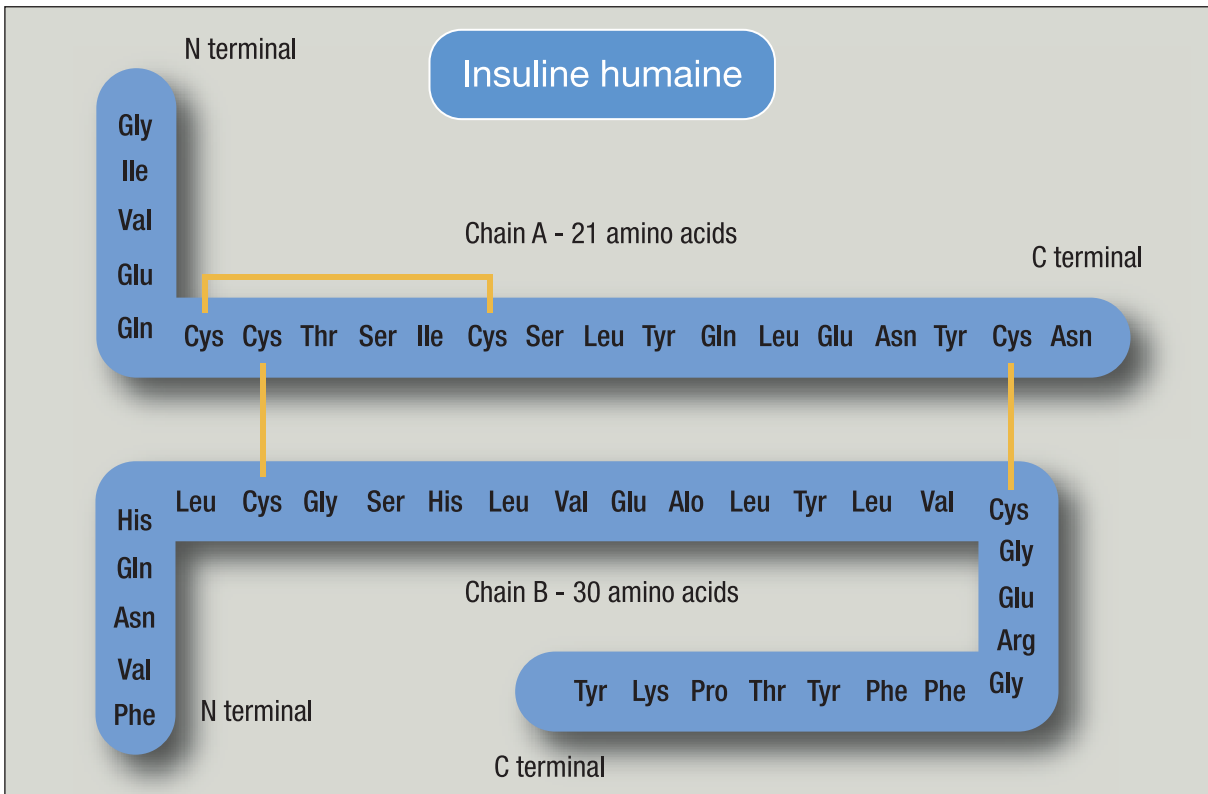 N terminal
Insuline humaine
Gly
Ile
Val
Glu
Gln
Chain A - 21 amino acids
C terminal
Cys Cys Thr Ser Ile Cys Ser Leu Tyr Gln Leu Glu Asn Tyr Cys Asn
Leu Cys Gly Ser His Leu Val Glu Alo Leu Tyr Leu Val Cys
His
Gln
Asn
Val
Phe
N terminal
Chain B - 30 amino acids
Gly
Glu
Arg
Gly
Tyr Lys Pro Thr Tyr Phe Phe
C terminal